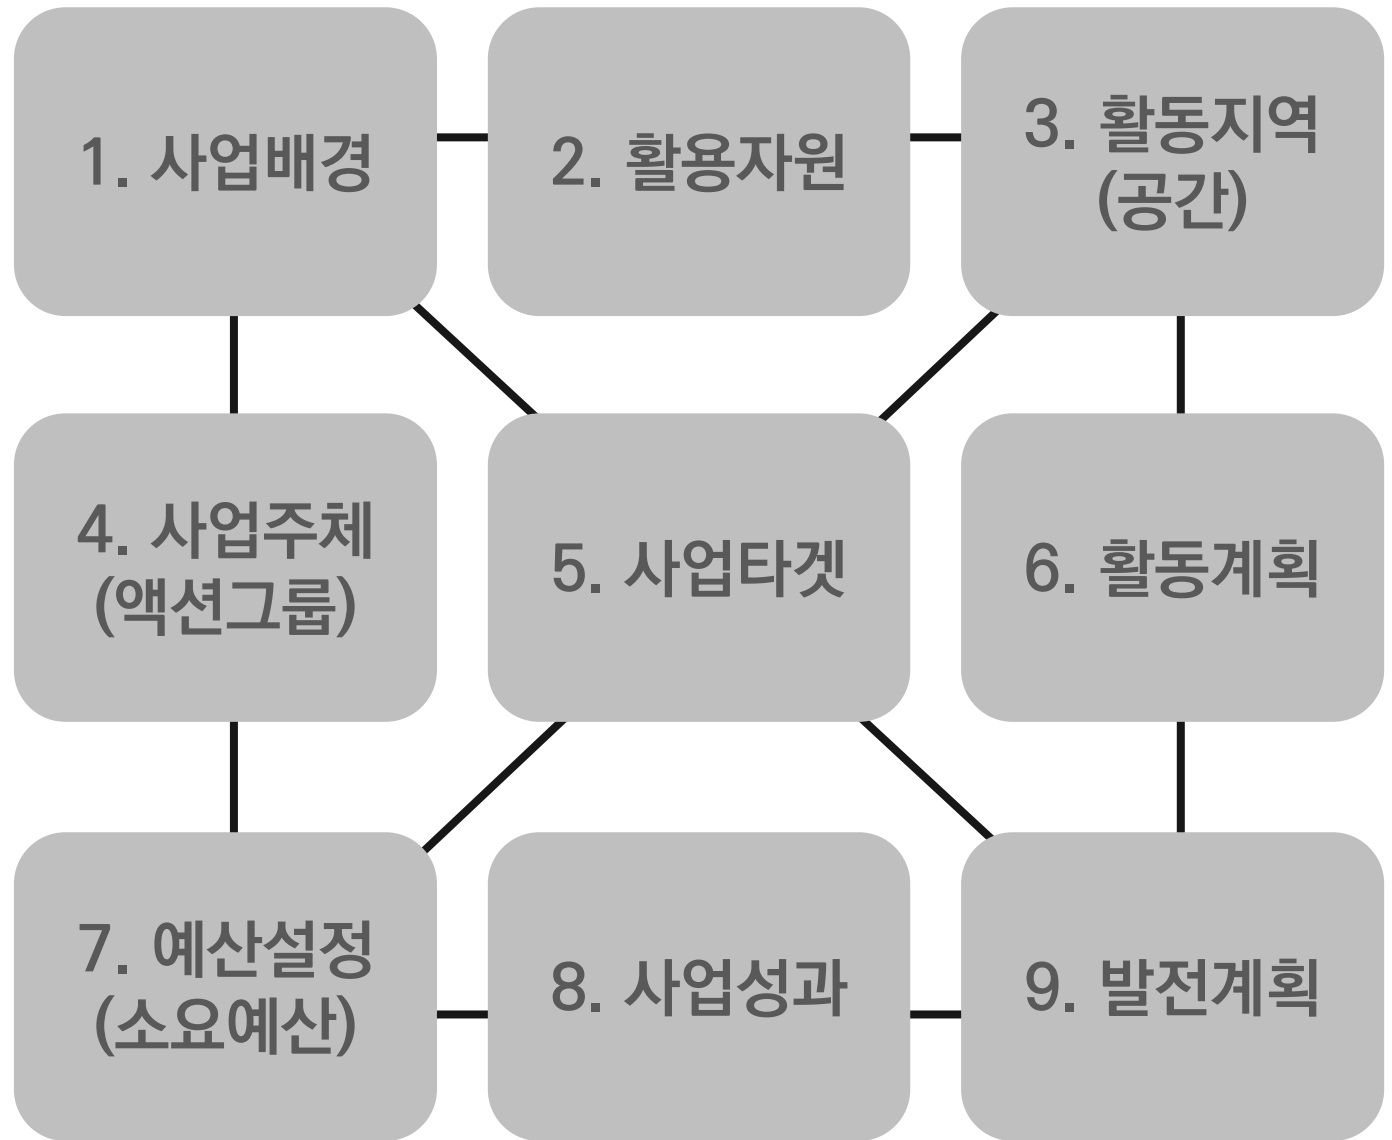 1. 사업배경
2. 활용자원
3. 활동지역
(공간)
4. 사업주체
(액션그룹)
5. 사업타겟
6. 활동계획
7. 예산설정
(소요예산)
8. 사업성과
9. 발전계획